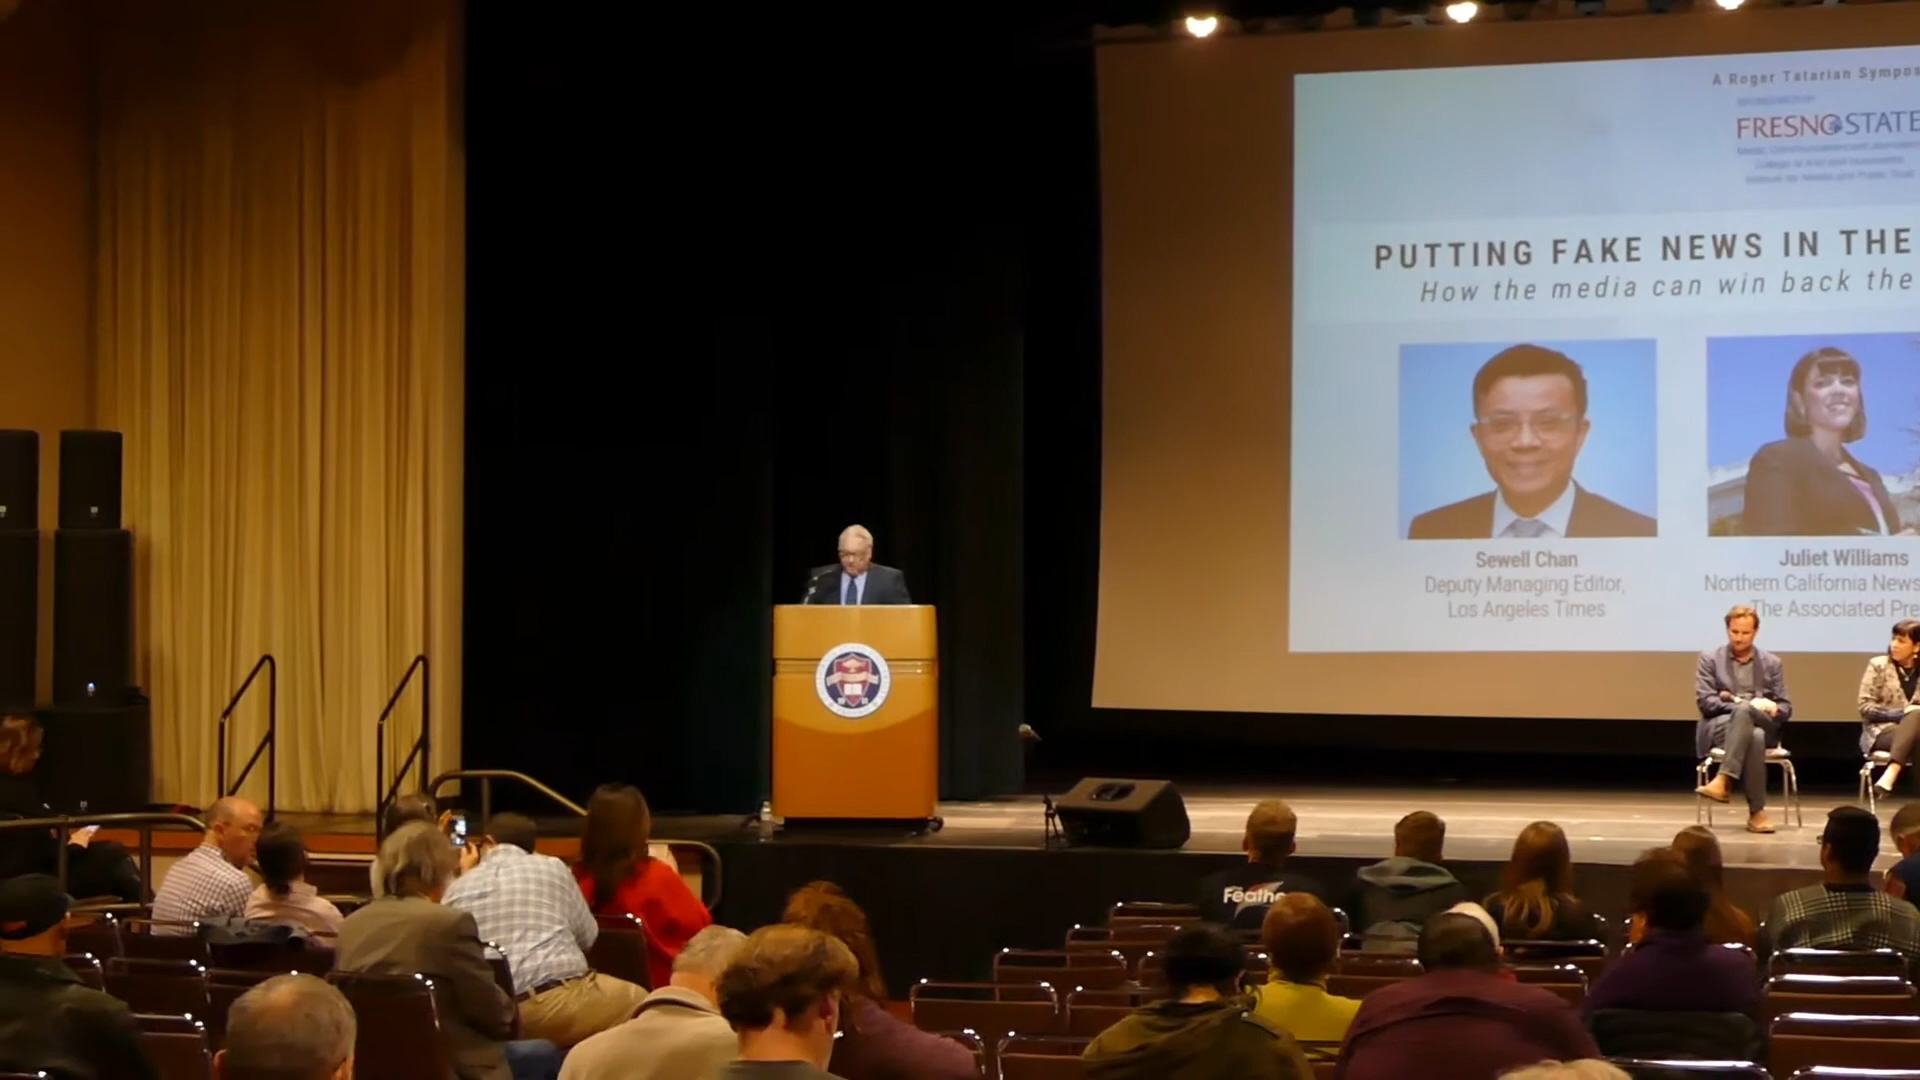 A Roger Tatarian Sympos
FRESNO STATE
PUTTING FAKE NEWS IN THE
How the media can win back the
Sewell Chan
Deputy Managing Editor,
Los Angeles Times
Juliet Williams
Northern California News
The Associated Pre
Feathe